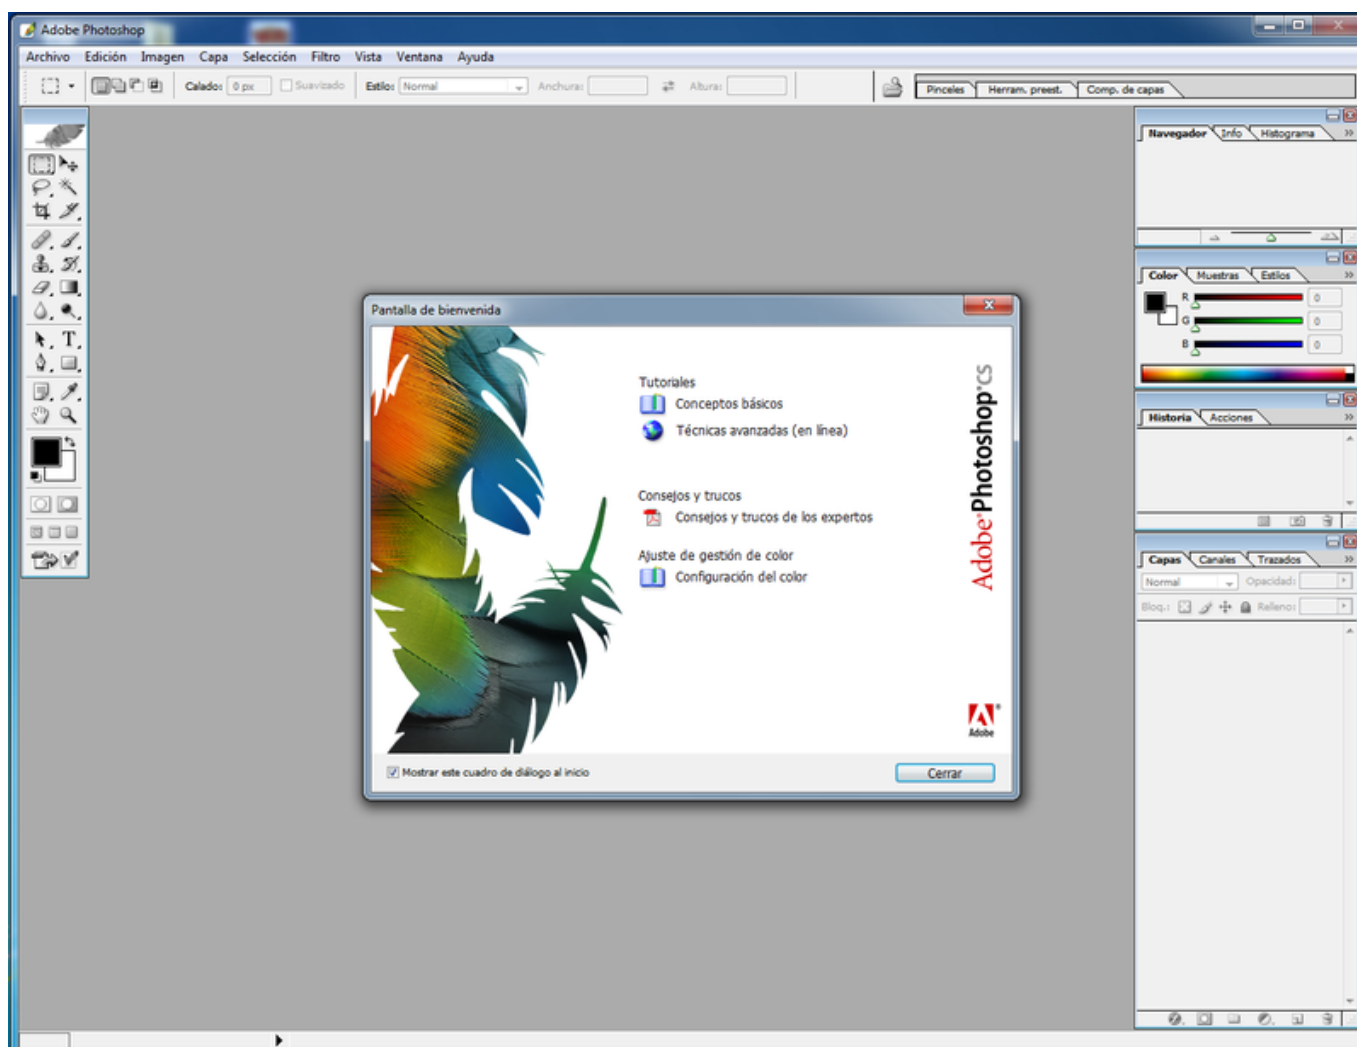 Adobe Photoshop
Archivo Edición Imagen Capa Selección Filtro Vista Ventana Ayuda
Calado: 0 px Suavizado Estilo: Normal Anchura: Altura: Pinceles Herram. preest. Comp. de capas
Navegador Info Histograma
Color Muestras Estilos
R 0
G 0
B 0
Historia Acciones
Capas Canales Trazados
Normal Opacidad:
Bloq.: Relleno:
Pantalla de bienvenida
Tutoriales
Conceptos básicos
Técnicas avanzadas (en línea)
Consejos y trucos
Consejos y trucos de los expertos
Ajuste de gestión de color
Configuración del color
Adobe® Photoshop® CS
Adobe
Mostrar este cuadro de diálogo al inicio
Cerrar